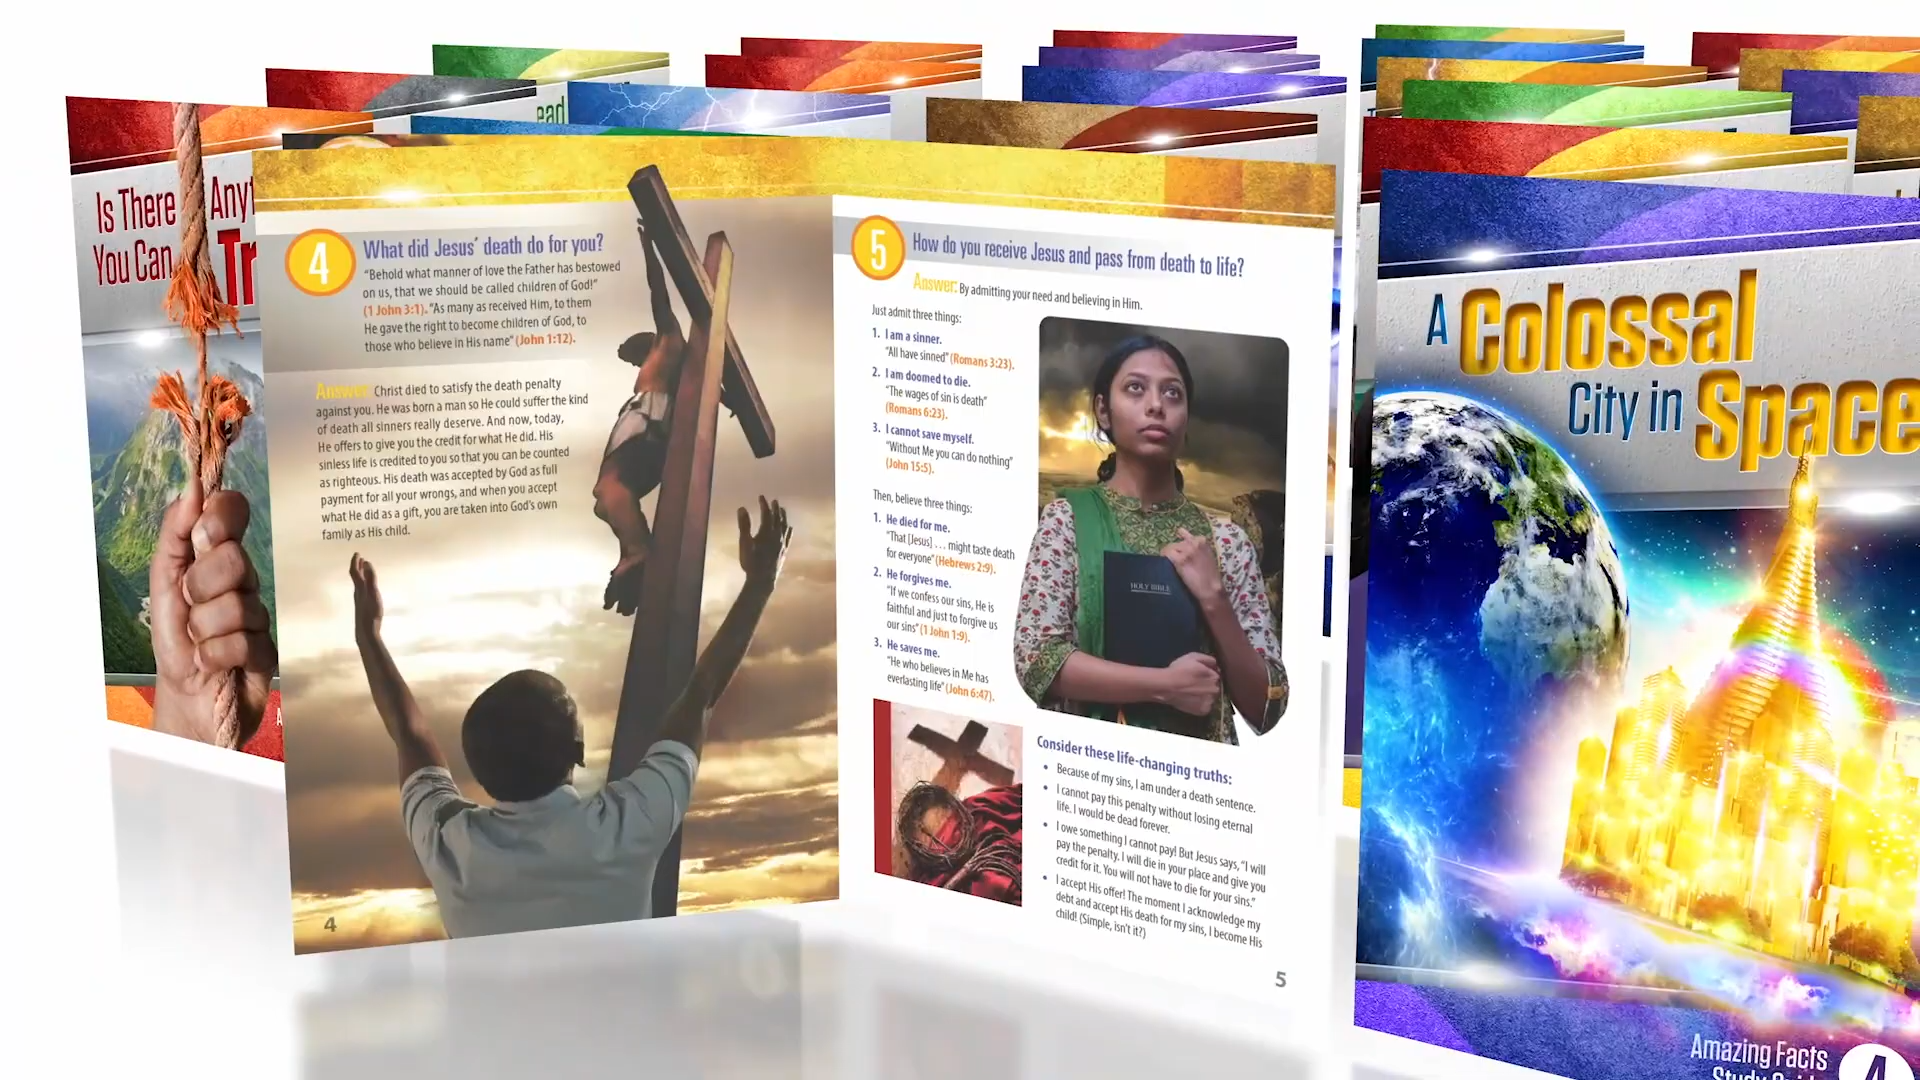 Is There Any
You Can
Tr
ead
4
What did Jesus' death do for you?
"Behold what manner of love the Father has bestowed
on us, that we should be called children of God!"
(1 John 3:1). "As many as received Him, to them
He gave the right to become children of God, to
those who believe in His name" (John 1:12).
Answer: Christ died to satisfy the death penalty
against you. He was born a man so He could suffer the kind
of death all sinners really deserve. And now, today,
He offers to give you the credit for what He did. His
sinless life is credited to you so that you can be counted
as righteous. His death was accepted by God as full
payment for all your wrongs, and when you accept
what He did as a gift, you are taken into God's own
family as His child.
4
5
How do you receive Jesus and pass from death to life?
Answer: By admitting your need and believing in Him.
Just admit three things:
1. I am a sinner.
"All have sinned" (Romans 3:23).
2. I am doomed to die.
"The wages of sin is death"
(Romans 6:23).
3. I cannot save myself.
"Without Me you can do nothing"
(John 15:5).
Then, believe three things:
1. He died for me.
"That [Jesus] … might taste death
for everyone" (Hebrews 2:9).
2. He forgives me.
"If we confess our sins, He is
faithful and just to forgive us
our sins" (1 John 1:9).
3. He saves me.
"He who believes in Me has
everlasting life" (John 6:47).
HOLY BIBLE
Consider these life-changing truths:
• Because of my sins, I am under a death sentence.
• I cannot pay this penalty without losing eternal
life. I would be dead forever.
• I owe something I cannot pay! But Jesus says, "I will
pay the penalty. I will die in your place and give you
credit for it. You will not have to die for your sins."
• I accept His offer! The moment I acknowledge my
debt and accept His death for my sins, I become His
child! (Simple, isn't it?)
5
A Colossal
City in Space
Amazing Facts
Study
4